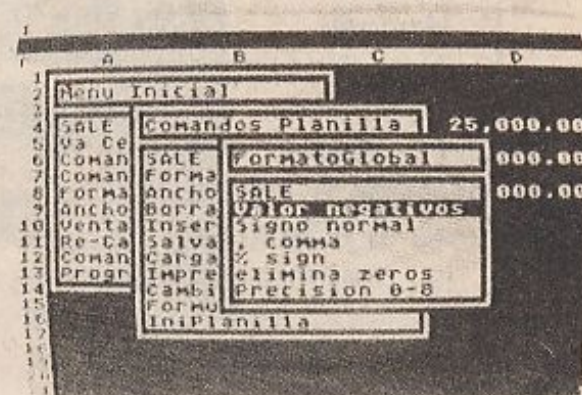 A B C D
1
2 Menu Inicial
4 SALE Comandos Planilla 25,000.00
5 Va Ce
6 Coman SALE FormatoGlobal 000.00
7 Coman Forma
8 Forma Ancho SALE 000.00
9 Ancho Borra Valor negativos
10 Venta Inser Signo normal
11 Re-Ca Salva , comma
12 Coman Carga % sign
13 Progr Impre elimina zeros
14 Cambi Precision 0-8
15 Formu
16 IniPlanilla